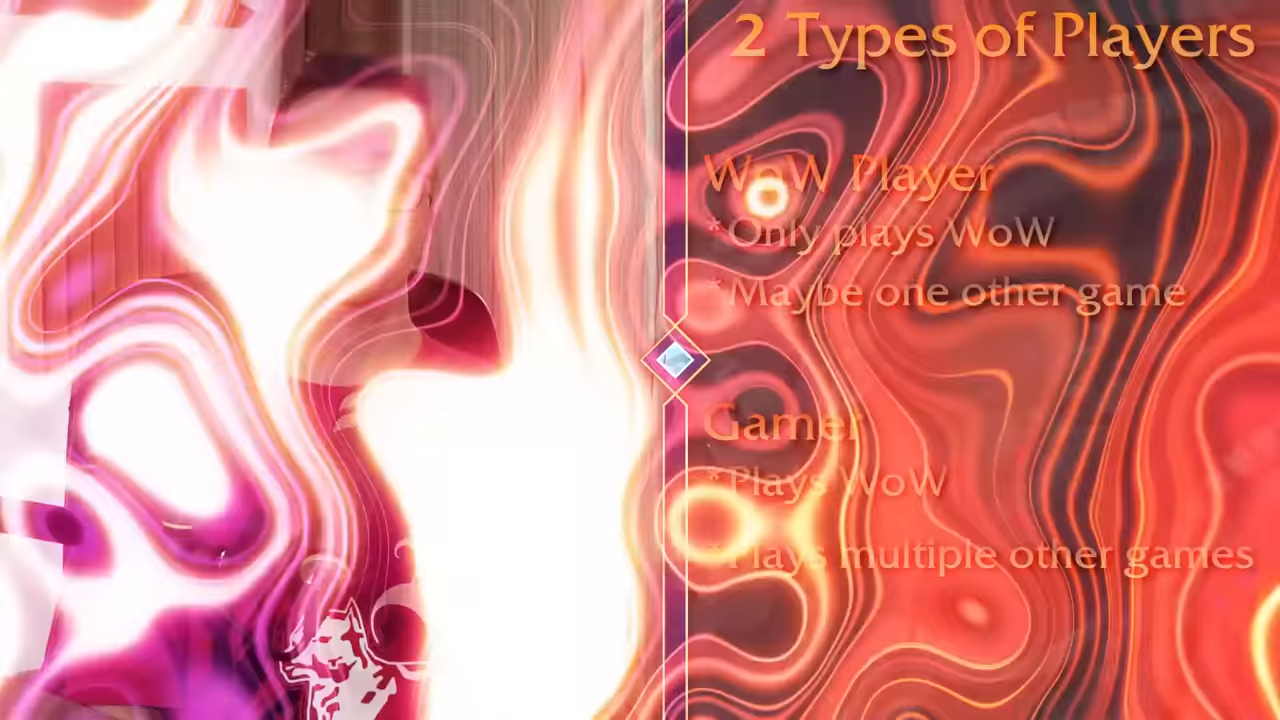 2 Types of Players
WoW Player
*Only plays WoW
*Maybe one other game
Gamer
*Plays WoW
*Plays multiple other games